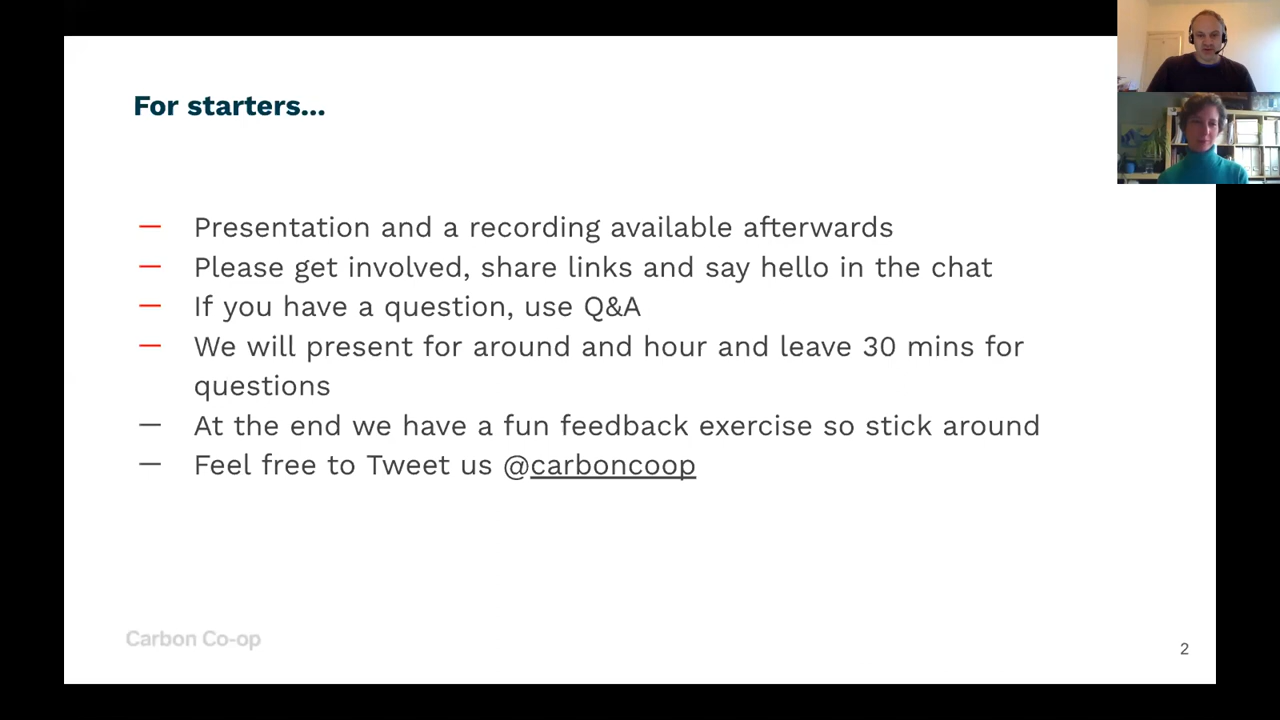 For starters...
— Presentation and a recording available afterwards
— Please get involved, share links and say hello in the chat
— If you have a question, use Q&A
— We will present for around and hour and leave 30 mins for
questions
— At the end we have a fun feedback exercise so stick around
— Feel free to Tweet us @carboncoop
Carbon Co-op
2